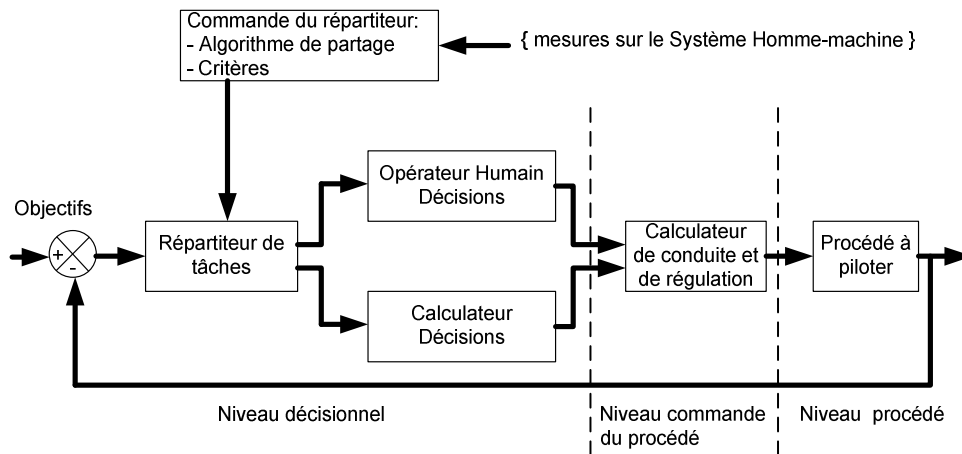 Commande du répartiteur:
- Algorithme de partage
- Critères
{ mesures sur le Système Homme-machine }
Objectifs
+
-
Répartiteur de
tâches
Opérateur Humain
Décisions
Calculateur
Décisions
Calculateur
de conduite et
de régulation
Procédé à
piloter
Niveau décisionnel
Niveau commande
du procédé
Niveau procédé